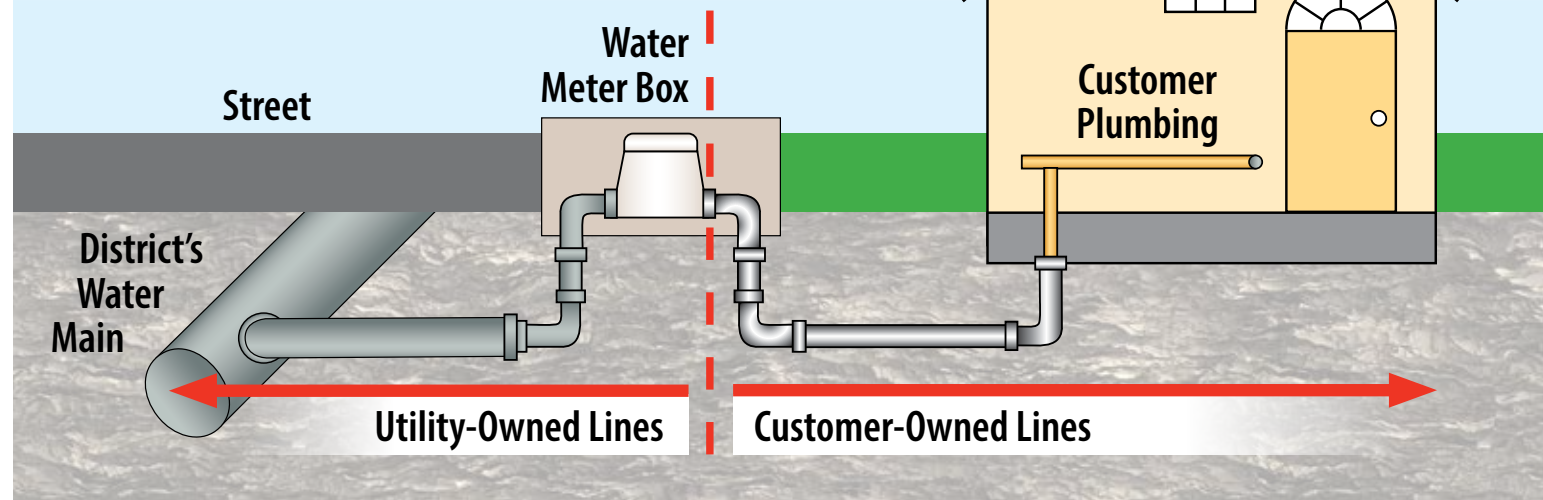 Water
Meter Box
Street
Customer
Plumbing
District’s
Water
Main
Utility-Owned Lines
Customer-Owned Lines